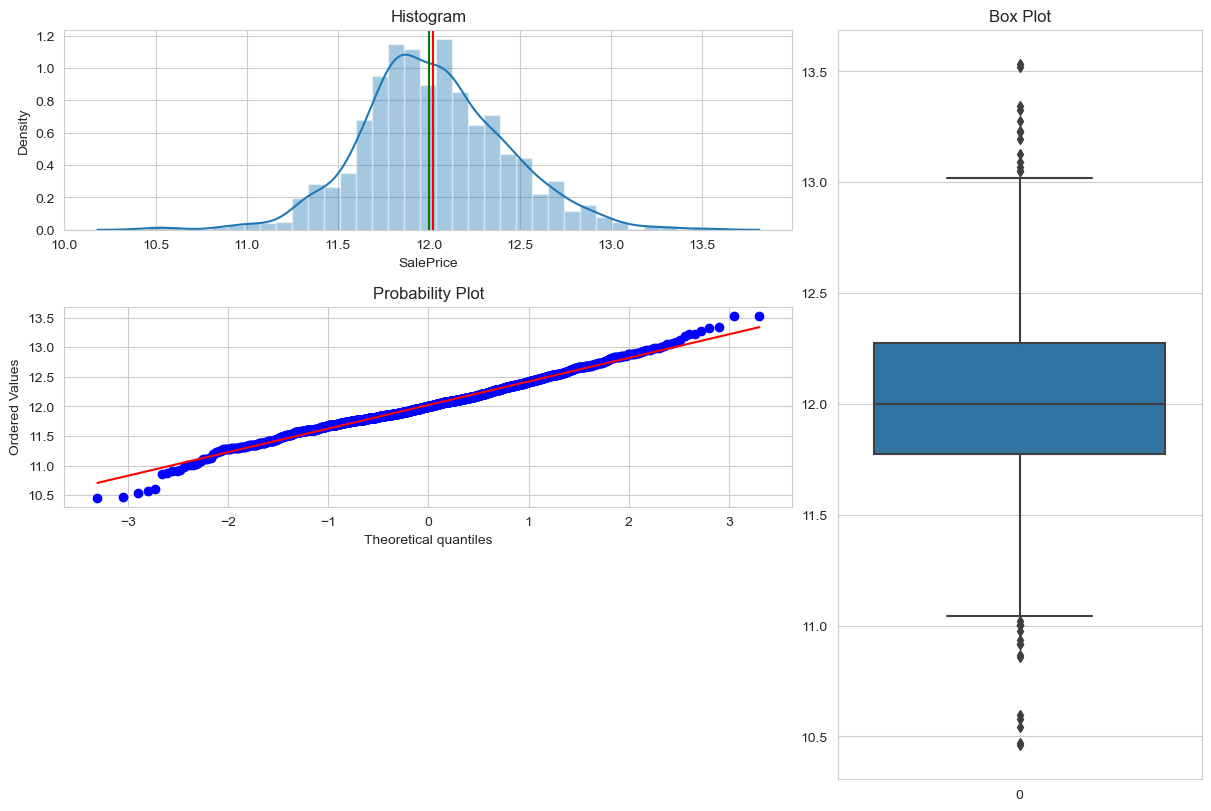 Histogram
1.2
1.0
0.8
0.6
0.4
0.2
0.0
Density
10.0 10.5 11.0 11.5 12.0 12.5 13.0 13.5
SalePrice
Probability Plot
13.5
13.0
12.5
12.0
11.5
11.0
10.5
Ordered Values
−3 −2 −1 0 1 2 3
Theoretical quantiles
Box Plot
13.5
13.0
12.5
12.0
11.5
11.0
10.5
0